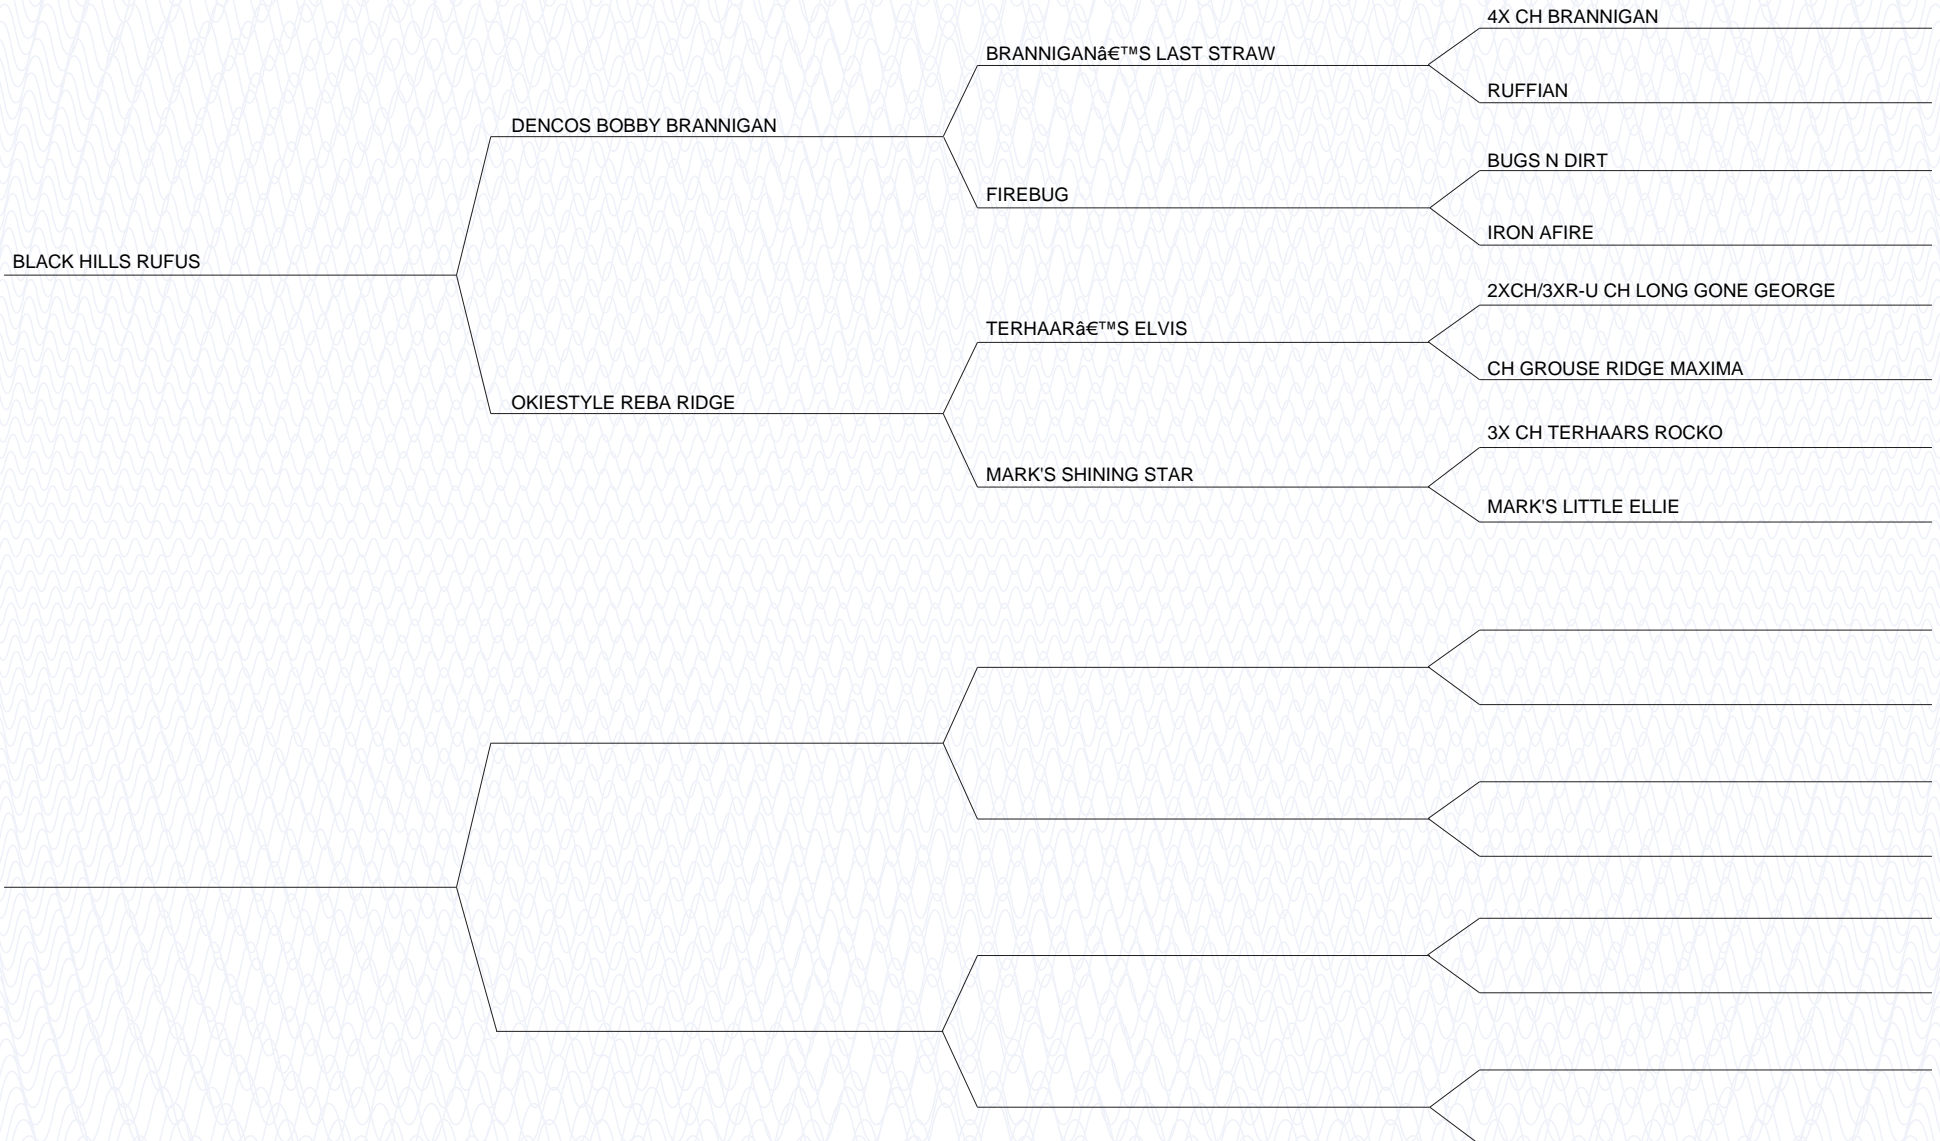 4X CH BRANNIGAN
BRANNIGANâ€™S LAST STRAW
RUFFIAN
DENCOS BOBBY BRANNIGAN
BUGS N DIRT
FIREBUG
IRON AFIRE
BLACK HILLS RUFUS
2XCH/3XR-U CH LONG GONE GEORGE
TERHAARâ€™S ELVIS
CH GROUSE RIDGE MAXIMA
OKIESTYLE REBA RIDGE
3X CH TERHAARS ROCKO
MARK'S SHINING STAR
MARK'S LITTLE ELLIE